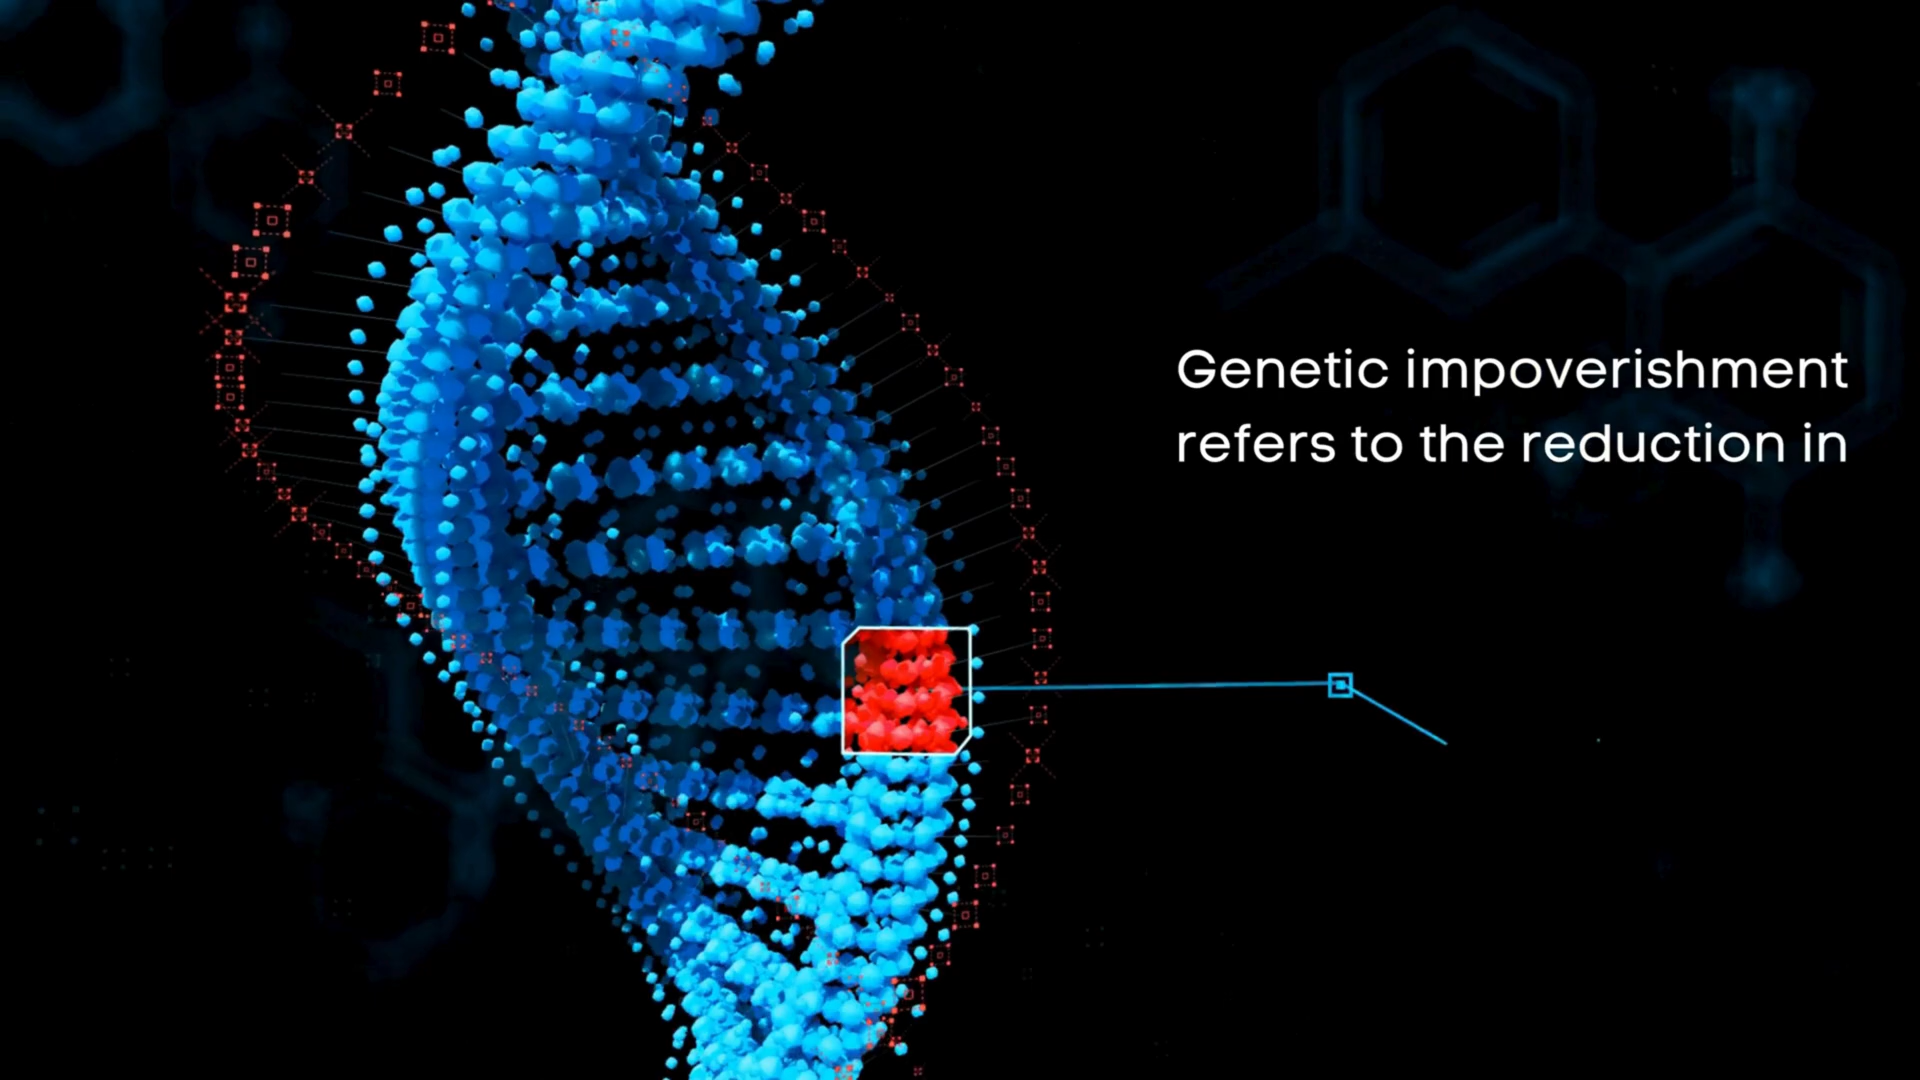 Genetic impoverishment
refers to the reduction in